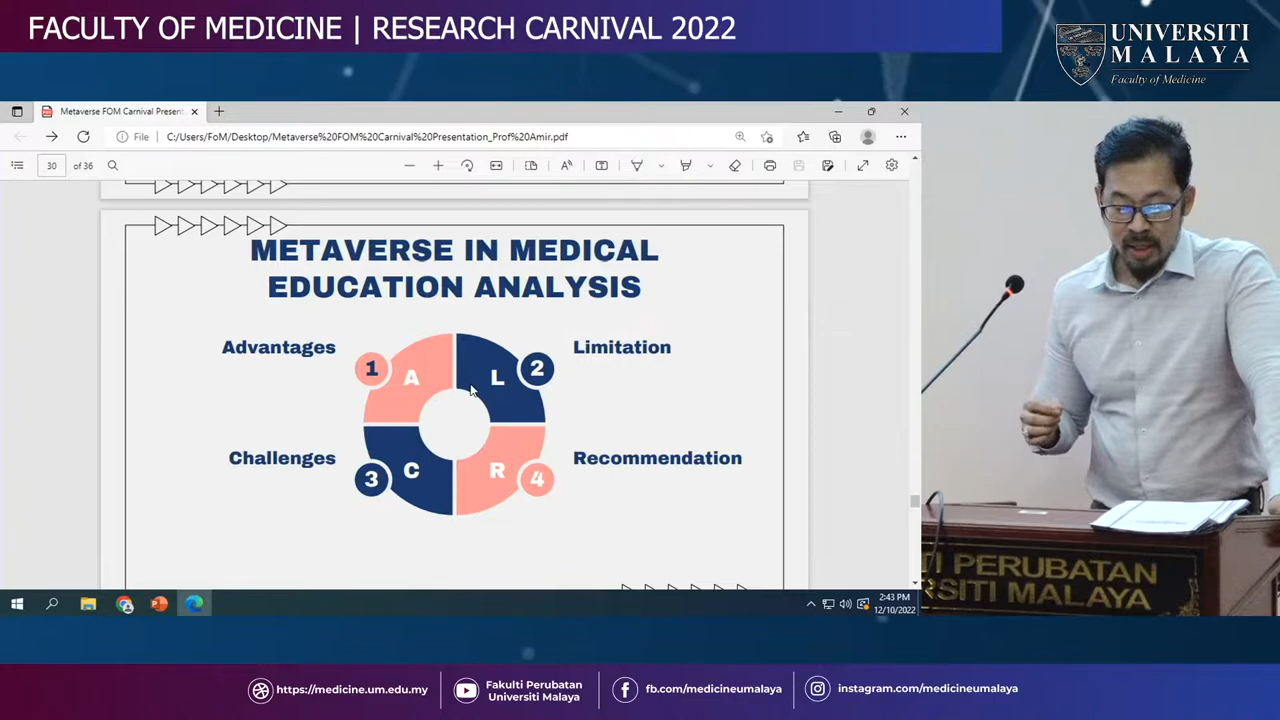 FACULTY OF MEDICINE | RESEARCH CARNIVAL 2022
UNIVERSITI
MALAYA
Faculty of Medicine
Metaverse FOM Carnival Present
File
C:/Users/FoM/Desktop/Metaverse%20FOM%20Carnival%20Presentation_Prof%20Amir.pdf
30 of 36
METAVERSE IN MEDICAL
EDUCATION ANALYSIS
Advantages
1
A
L
2
Limitation
Challenges
3
C
R
4
Recommendation
TI PERUBATAN
RSITI MALAYA
2:43 PM
12/10/2022
https://medicine.um.edu.my
Fakulti Perubatan
Universiti Malaya
fb.com/medicineumalaya
instagram.com/medicineumalaya